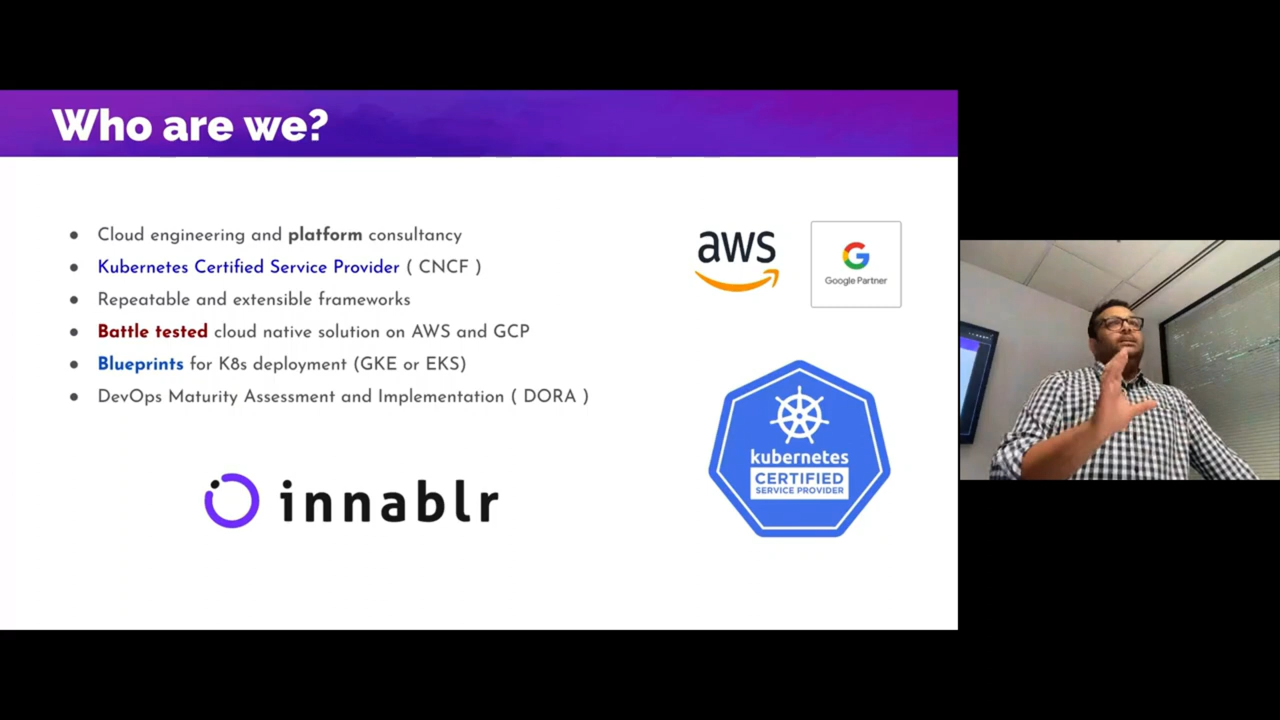 Who are we?
● Cloud engineering and platform consultancy
● Kubernetes Certified Service Provider ( CNCF )
● Repeatable and extensible frameworks
● Battle tested cloud native solution on AWS and GCP
● Blueprints for K8s deployment (GKE or EKS)
● DevOps Maturity Assessment and Implementation ( DORA )
aws
Google Partner
kubernetes
CERTIFIED
SERVICE PROVIDER
innablr